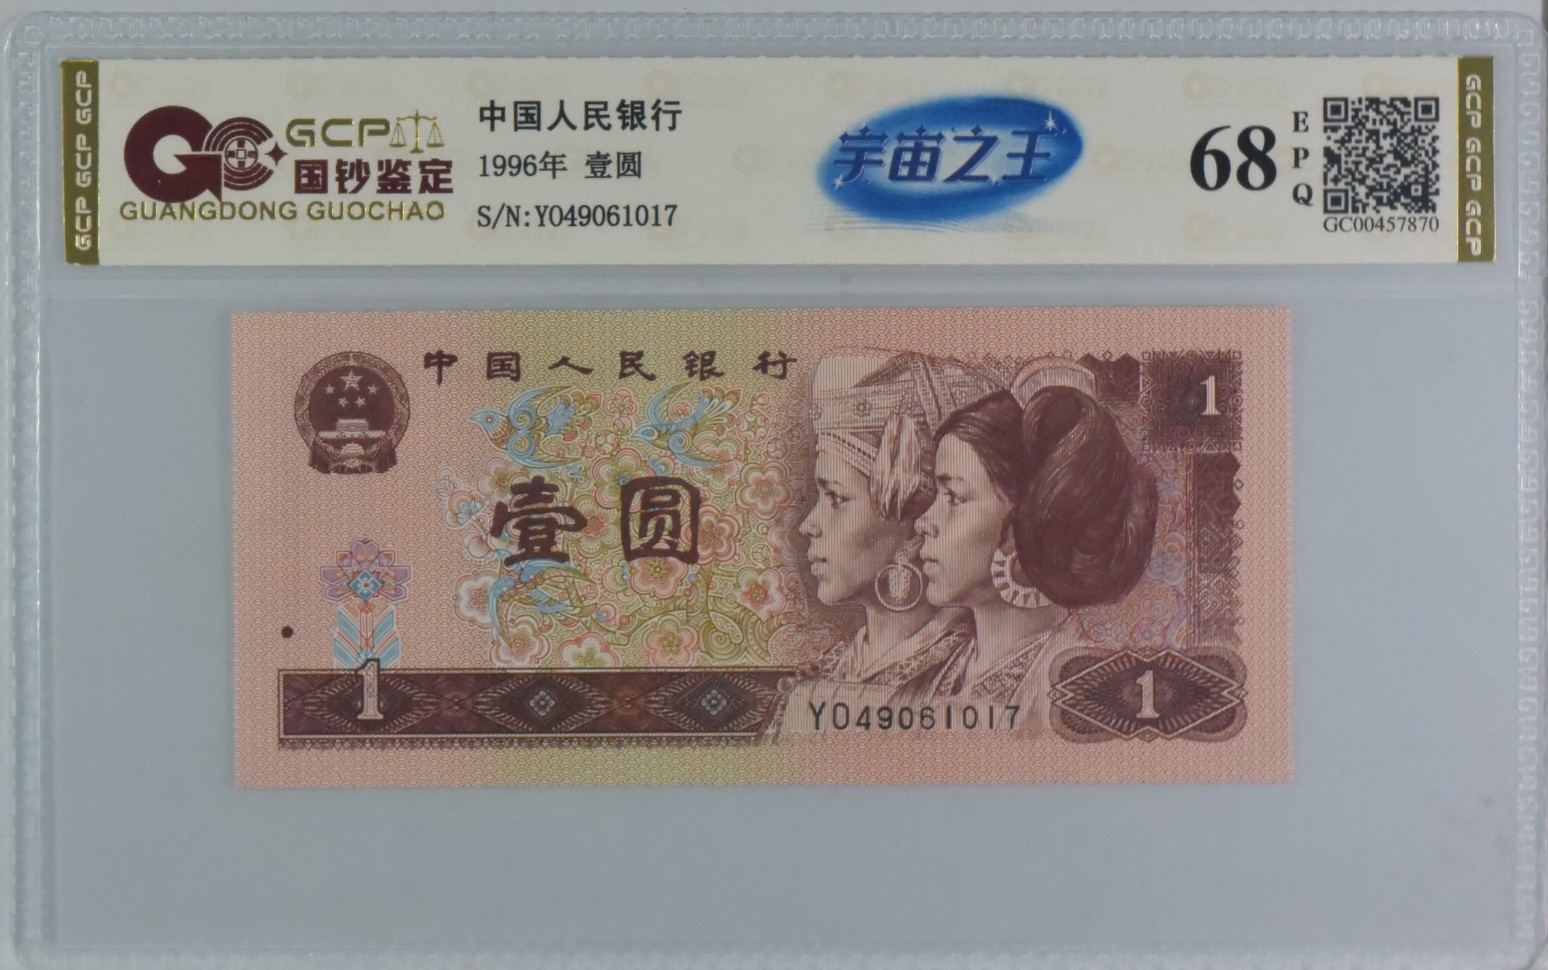 GCP GCP GCP
GCP
国钞鉴定
GUANGDONG GUOCHAO
中国人民银行
1996年 壹圆
S/N:Y049061017
宇宙之王
68
E
P
Q
GC00457870
GCP GCP GCP
中国人民银行
1
壹圆
1
Y049061017
1